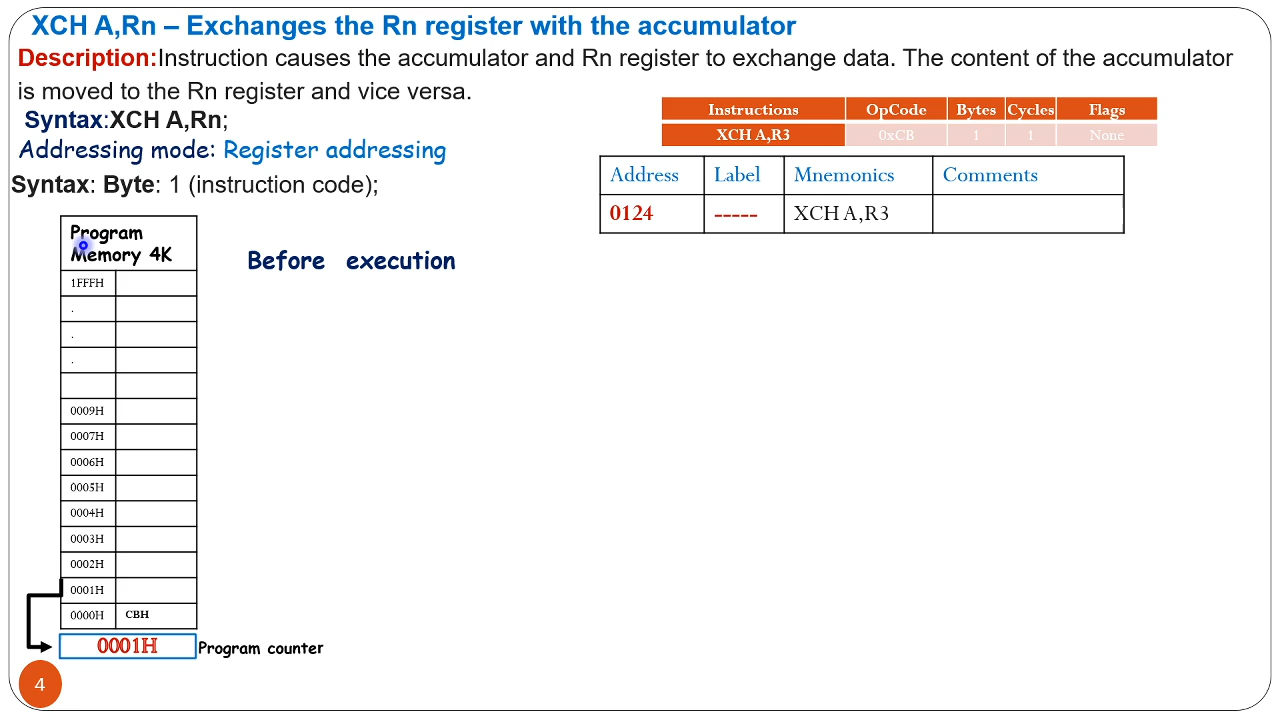 XCH A,Rn – Exchanges the Rn register with the accumulator
Description:Instruction causes the accumulator and Rn register to exchange data. The content of the accumulator
is moved to the Rn register and vice versa.
Syntax:XCH A,Rn;
Addressing mode: Register addressing
Syntax: Byte: 1 (instruction code);
Instructions OpCode Bytes Cycles Flags
XCH A,R3 0xCB 1 1 None
Address Label Mnemonics Comments
0124 ----- XCH A,R3
Program
Memory 4K
Before execution
1FFFH
.
.
.
0009H
0007H
0006H
0005H
0004H
0003H
0002H
0001H
0000H CBH
0001H Program counter
4